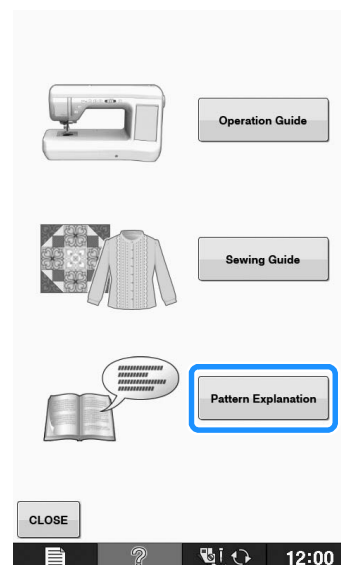 Operation Guide
Sewing Guide
Pattern Explanation
CLOSE
?
12:00